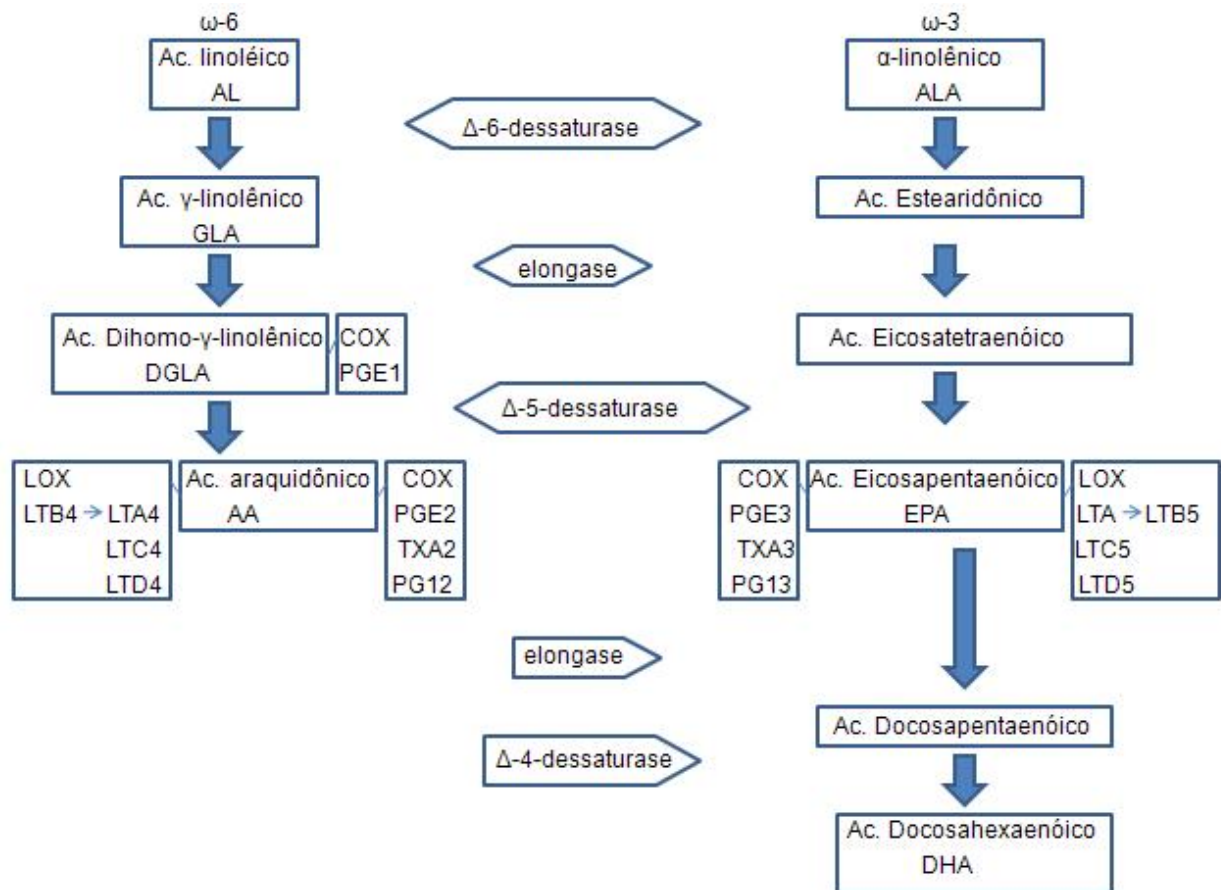 ω-6
Ac. linoléico
AL
ω-3
α-linolênico
ALA
Δ-6-dessaturase
Ac. γ-linolênico
GLA
Ac. Estearidônico
elongase
Ac. Dihomo-γ-linolênico
DGLA
COX
PGE1
Ac. Eicosatetraenóico
Δ-5-dessaturase
LOX
LTB4 → LTA4
LTC4
LTD4
Ac. araquidônico
AA
COX
PGE2
TXA2
PG12
COX
PGE3
TXA3
PG13
Ac. Eicosapentaenóico
EPA
LOX
LTA → LTB5
LTC5
LTD5
elongase
Ac. Docosapentaenóico
Δ-4-dessaturase
Ac. Docosahexaenóico
DHA